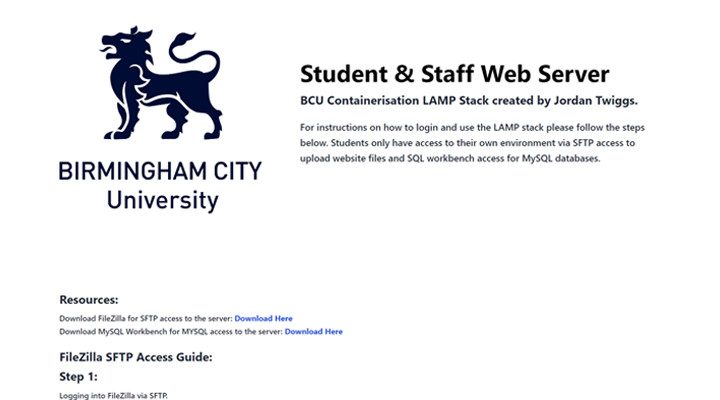 BIRMINGHAM CITY
University
Student & Staff Web Server
BCU Containerisation LAMP Stack created by Jordan Twiggs.
For instructions on how to login and use the LAMP stack please follow the steps
below. Students only have access to their own environment via SFTP access to
upload website files and SQL workbench access for MySQL databases.
Resources:
Download FileZilla for SFTP access to the server: Download Here
Download MySQL Workbench for MYSQL access to the server: Download Here
FileZilla SFTP Access Guide:
Step 1:
Logging into FileZilla via SFTP.